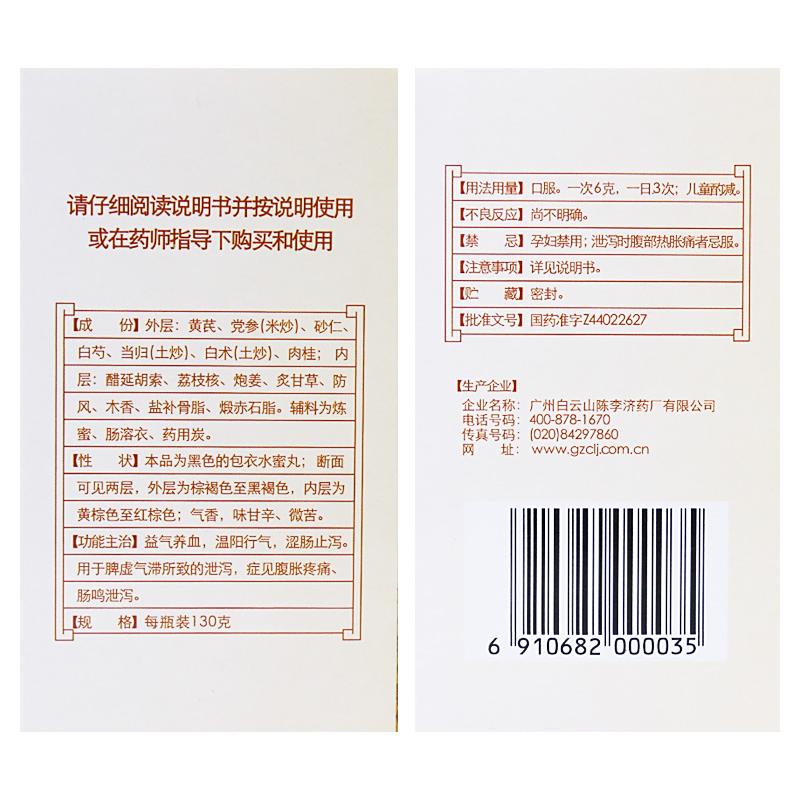 请仔细阅读说明书并按说明使用
或在药师指导下购买和使用
【成 份】外层：黄芪、党参(米炒)、砂仁、
白芍、当归(土炒)、白术(土炒)、肉桂；内
层：醋延胡索、荔枝核、炮姜、炙甘草、防
风、木香、盐补骨脂、煅赤石脂。辅料为炼
蜜、肠溶衣、药用炭。
【性 状】本品为黑色的包衣水蜜丸；断面
可见两层，外层为棕褐色至黑褐色，内层为
黄棕色至红棕色；气香，味甘辛、微苦。
【功能主治】益气养血，温阳行气，涩肠止泻。
用于脾虚气滞所致的泄泻，症见腹胀疼痛、
肠鸣泄泻。
【规 格】每瓶装130克
【用法用量】口服。一次6克，一日3次；儿童酌减。
【不良反应】尚不明确。
【禁 忌】孕妇禁用；泄泻时腹部热胀痛者忌服。
【注意事项】详见说明书。
【贮 藏】密封。
【批准文号】国药准字Z44022627
【生产企业】
企业名称：广州白云山陈李济药厂有限公司
电话号码：400-878-1670
传真号码：(020)84297860
网 址：www.gzclj.com.cn
6 910682 000035